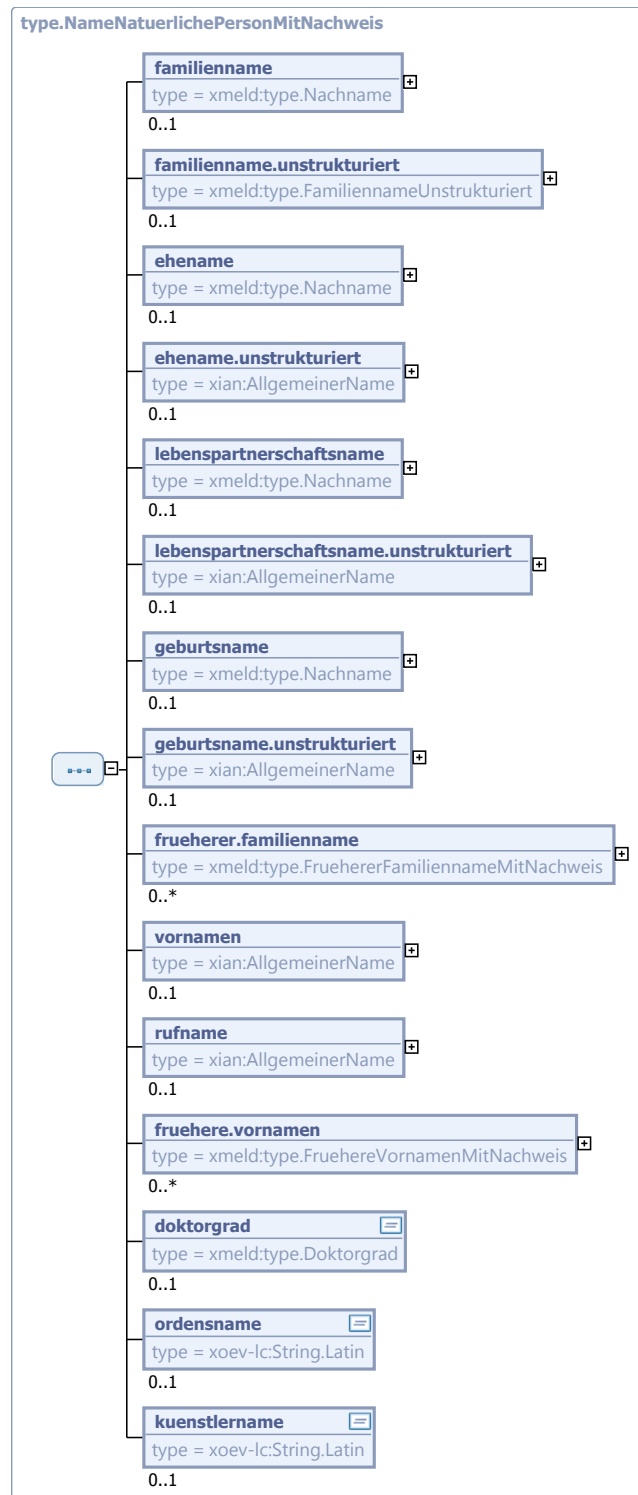 type.NameNatuerlichePersonMitNachweis
familienname
type = xmeld:type.Nachname
0..1
familienname.unstrukturiert
type = xmeld:type.FamiliennameUnstrukturiert
0..1
ehename
type = xmeld:type.Nachname
0..1
ehename.unstrukturiert
type = xian:AllgemeinerName
0..1
lebenspartnerschaftsname
type = xmeld:type.Nachname
0..1
lebenspartnerschaftsname.unstrukturiert
type = xian:AllgemeinerName
0..1
geburtsname
type = xmeld:type.Nachname
0..1
geburtsname.unstrukturiert
type = xian:AllgemeinerName
0..1
frueherer.familienname
type = xmeld:type.FruehererFamiliennameMitNachweis
0..*
vornamen
type = xian:AllgemeinerName
0..1
rufname
type = xian:AllgemeinerName
0..1
fruehere.vornamen
type = xmeld:type.FruehereVornamenMitNachweis
0..*
doktorgrad
type = xmeld:type.Doktorgrad
0..1
ordensname
type = xoev-lc:String.Latin
0..1
kuenstlername
type = xoev-lc:String.Latin
0..1